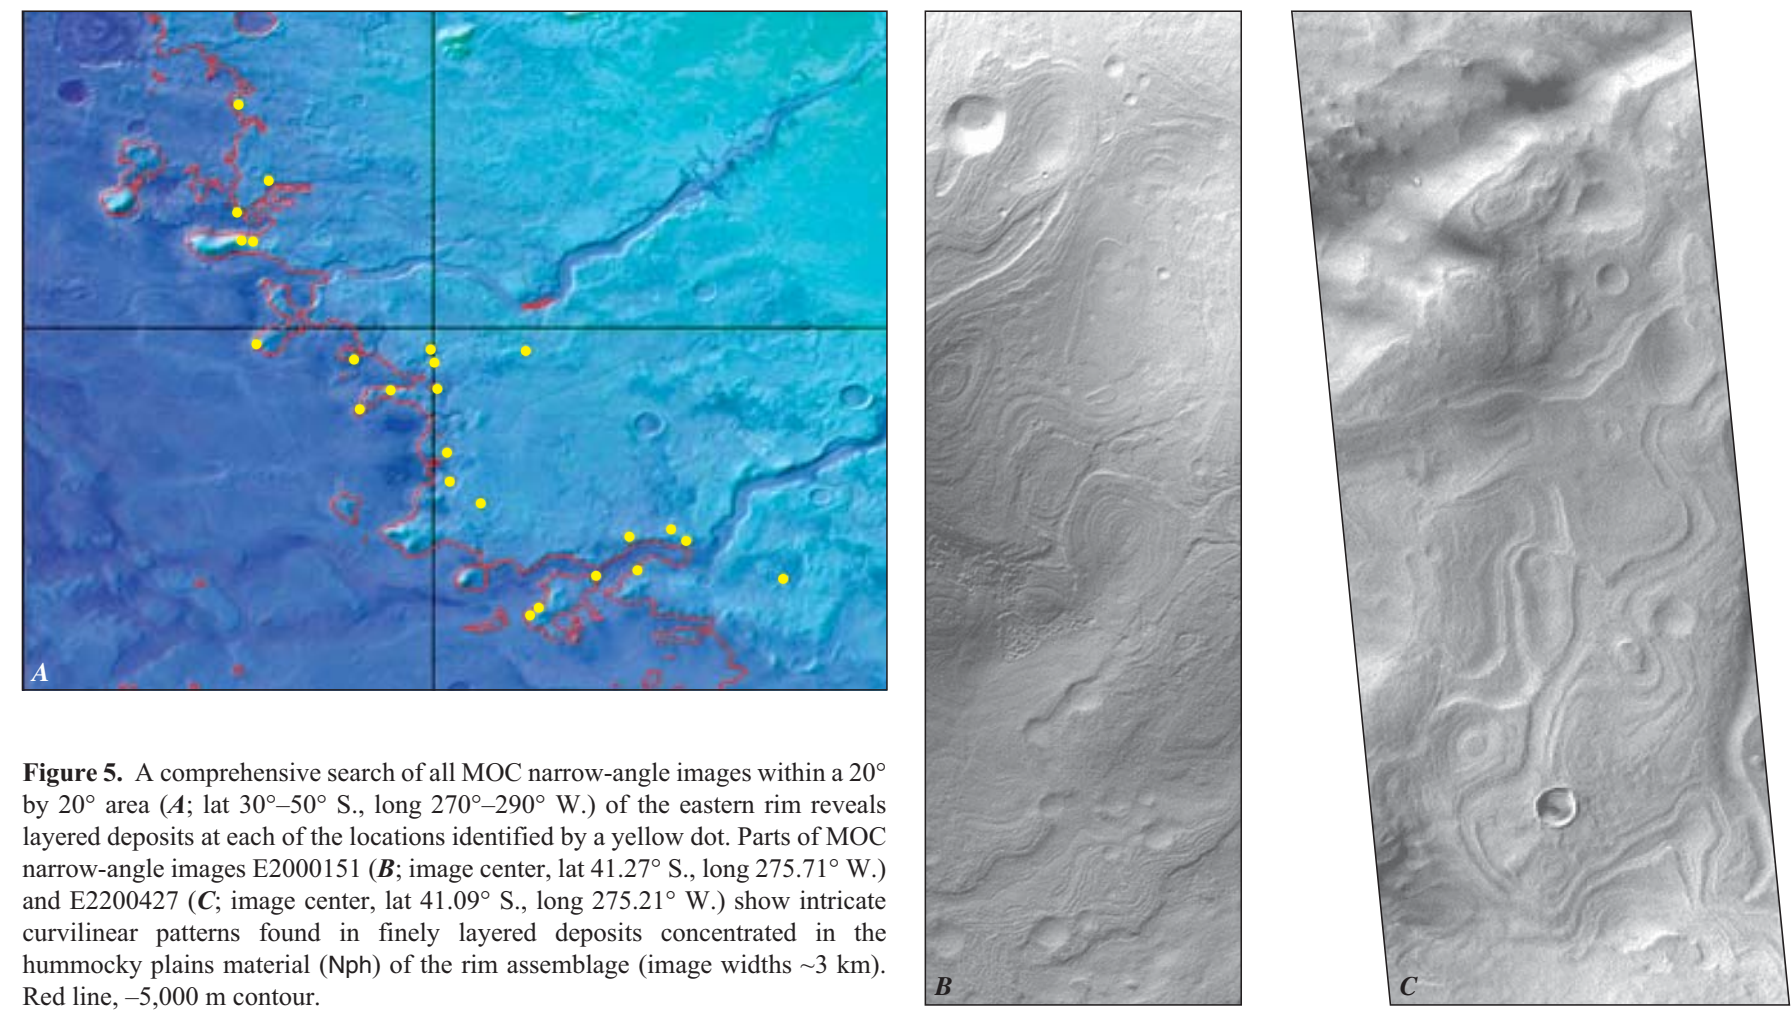 A
B
C
Figure 5. A comprehensive search of all MOC narrow-angle images within a 20°
by 20° area (A; lat 30°–50° S., long 270°–290° W.) of the eastern rim reveals
layered deposits at each of the locations identified by a yellow dot. Parts of MOC
narrow-angle images E2000151 (B; image center, lat 41.27° S., long 275.71° W.)
and E2200427 (C; image center, lat 41.09° S., long 275.21° W.) show intricate
curvilinear patterns found in finely layered deposits concentrated in the
hummocky plains material (Nph) of the rim assemblage (image widths ~3 km).
Red line, –5,000 m contour.